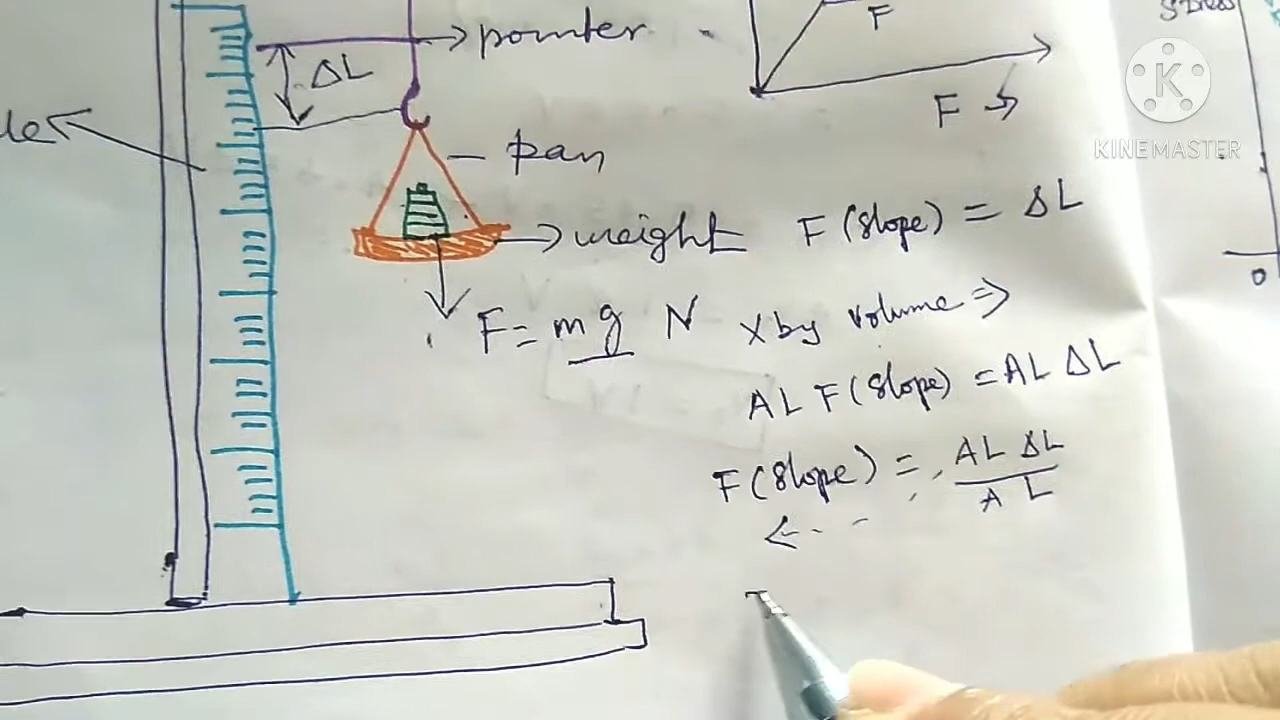 Stress
pointer
F
ΔL
F →
K
KINEMASTER
le
pan
weight
F (Slope) = ΔL
0
F = mg N
X by volume ⇒
AL F (Slope) = AL ΔL
F (Slope) = AL ΔL
A L